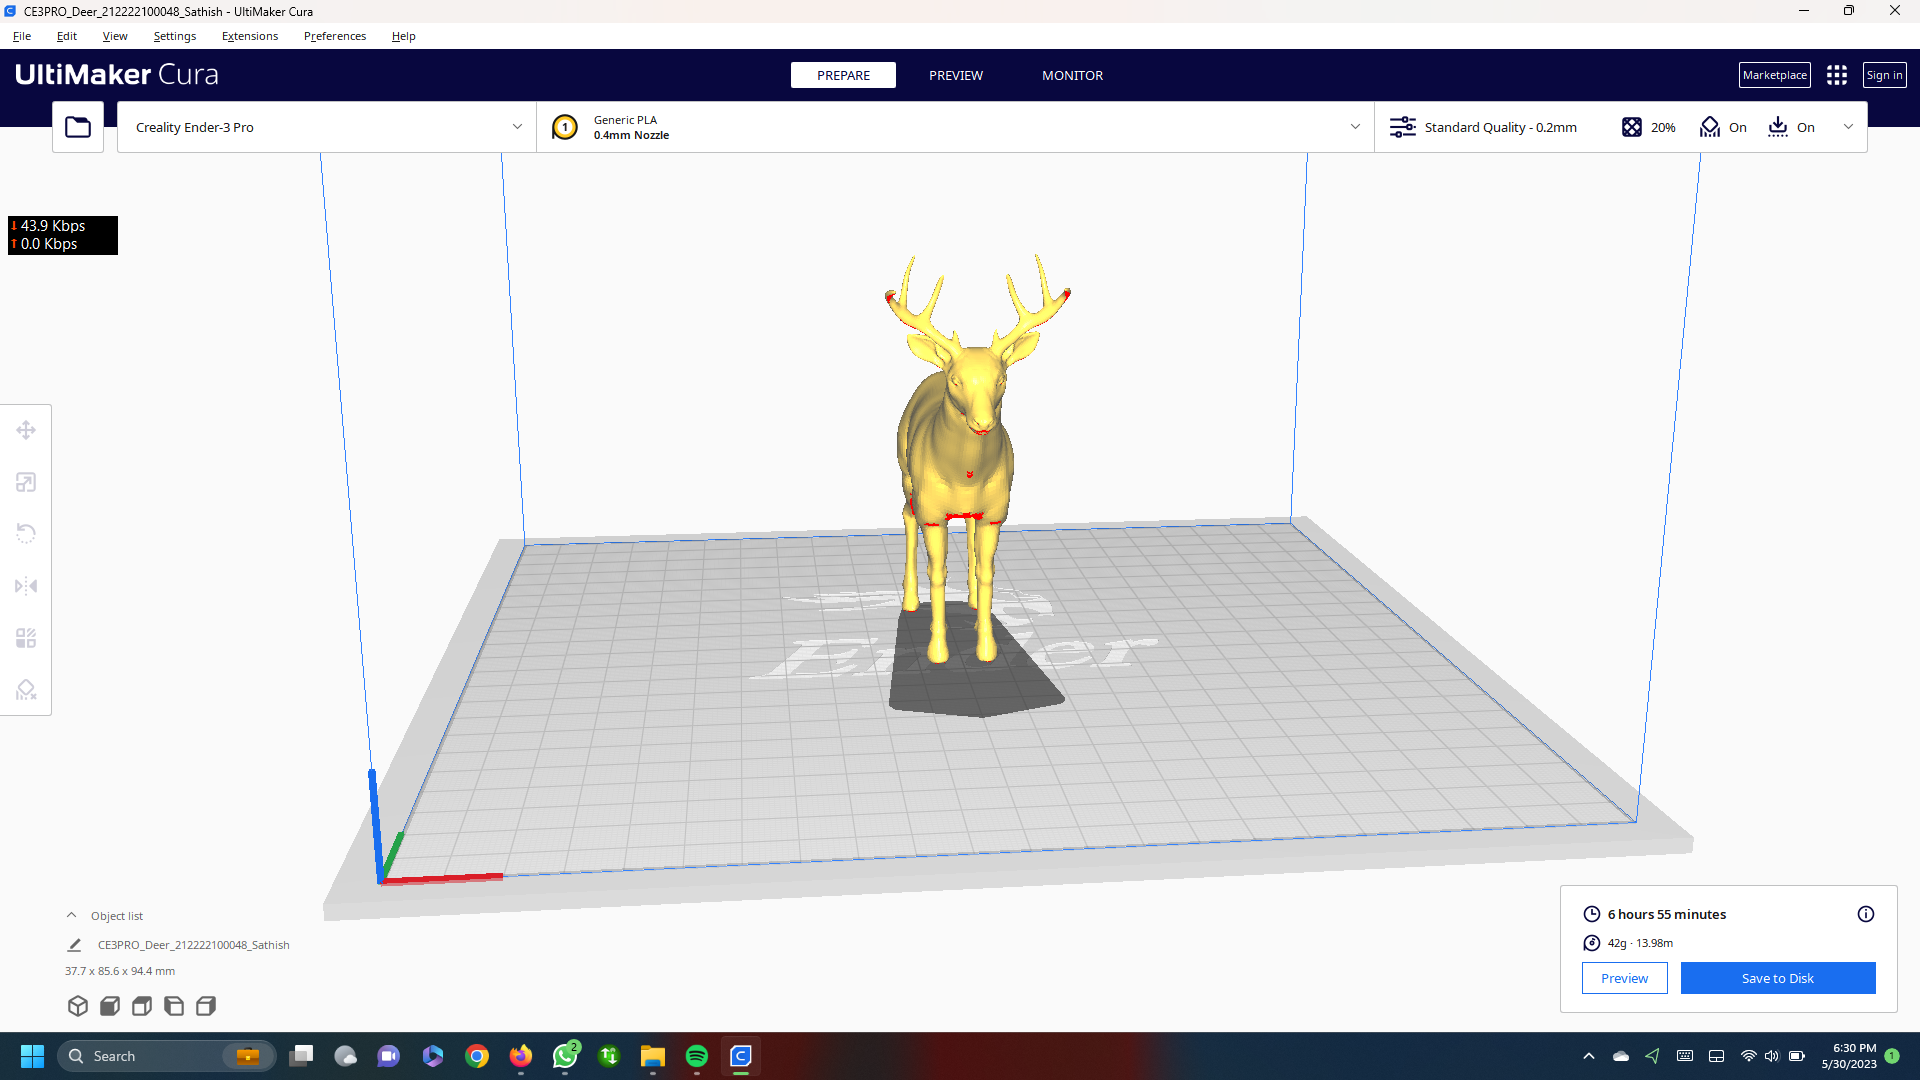 CE3PRO_Deer_212222100048_Sathish - UltiMaker Cura
File Edit View Settings Extensions Preferences Help
UltiMaker Cura
PREPARE PREVIEW MONITOR
Marketplace
Sign in
Creality Ender-3 Pro
1
Generic PLA
0.4mm Nozzle
Standard Quality - 0.2mm
20%
On
On
↓ 43.9 Kbps
↑ 0.0 Kbps
Object list
CE3PRO_Deer_212222100048_Sathish
37.7 x 85.6 x 94.4 mm
6 hours 55 minutes
42g · 13.98m
Preview
Save to Disk
Search
2
6:30 PM
5/30/2023
1